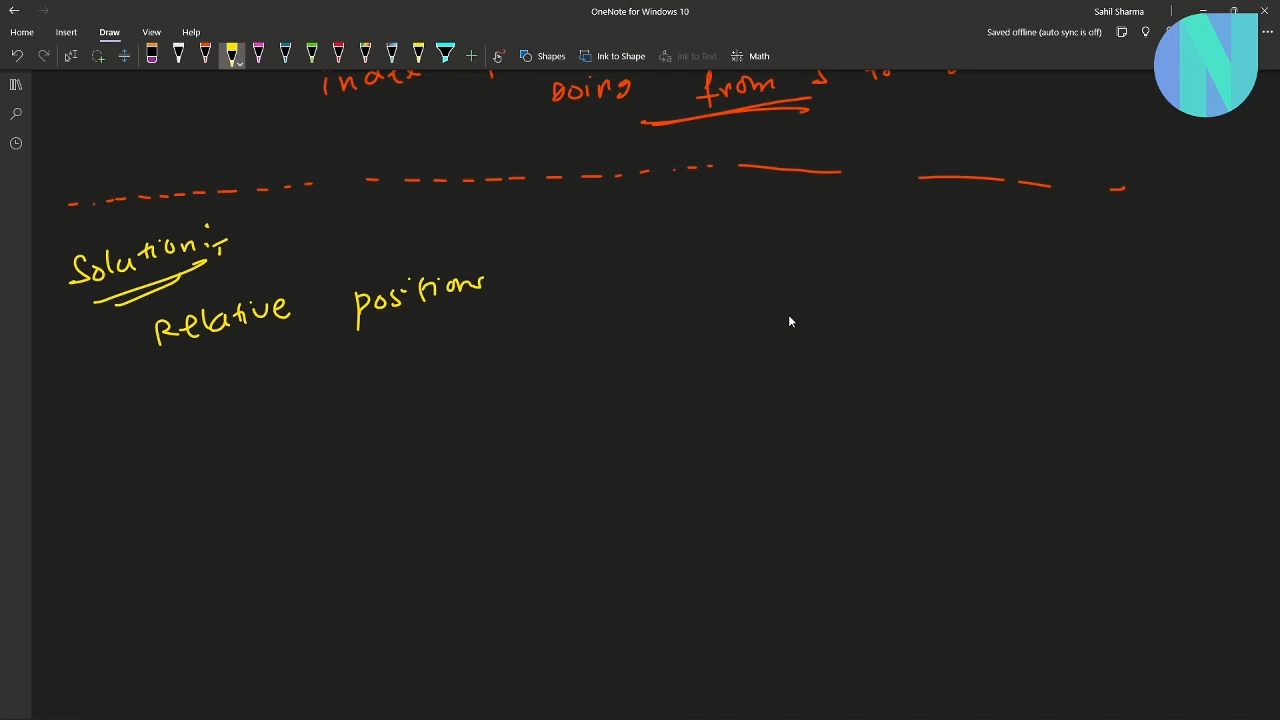 OneNote for Windows 10
Sahil Sharma
Home Insert Draw View Help
Saved offline (auto sync is off)
Shapes Ink to Shape Ink to Text Math
Doing from
Solution:-
Relative positions